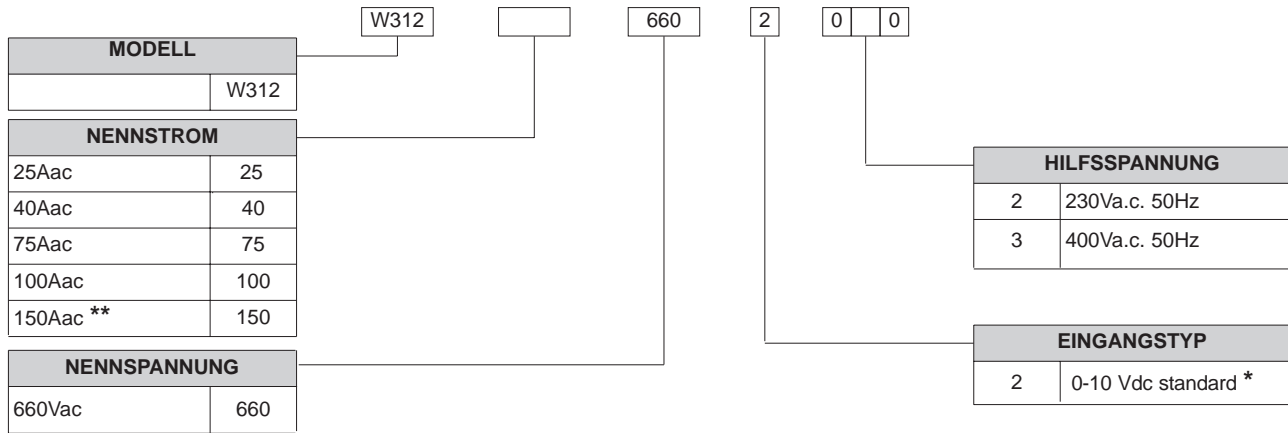 W312 660 2 0 0
MODELL
W312
NENNSTROM
25Aac 25
40Aac 40
75Aac 75
100Aac 100
150Aac ** 150
NENNSPANNUNG
660Vac 660
HILFSSPANNUNG
2 230Va.c. 50Hz
3 400Va.c. 50Hz
EINGANGSTYP
2 0-10 Vdc standard *